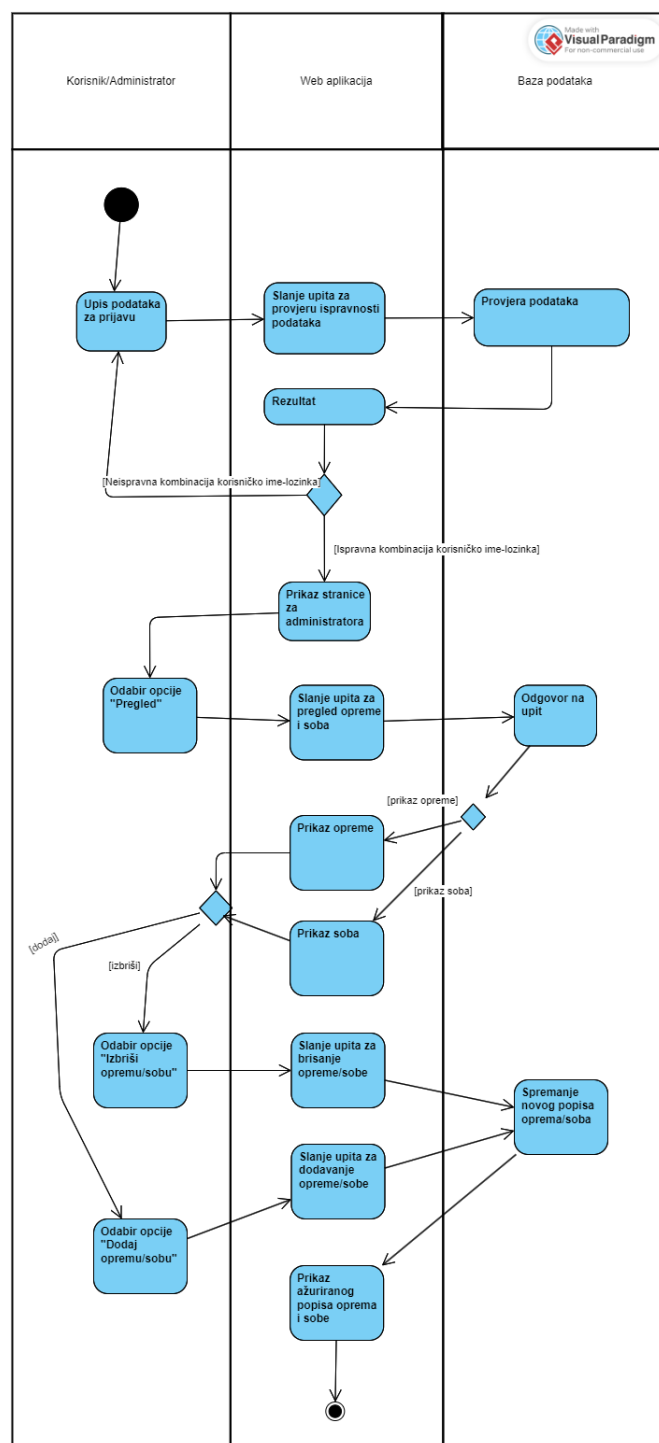 Made with
VisualParadigm
For non-commercial use
Korisnik/Administrator
Web aplikacija
Baza podataka
Upis podataka
za prijavu
Slanje upita za
provjeru ispravnosti
podataka
Provjera podataka
Rezultat
[Neispravna kombinacija korisničko ime-lozinka]
[Ispravna kombinacija korisničko ime-lozinka]
Prikaz stranice
za
administratora
Odabir opcije
"Pregled"
Slanje upita za
pregled opreme
i soba
Odgovor na
upit
[prikaz opreme]
Prikaz opreme
[prikaz soba]
Prikaz soba
[dodaj]
[izbriši]
Odabir opcije
"Izbriši
opremu/sobu"
Slanje upita za
brisanje
opreme/sobe
Spremanje
novog popisa
oprema/soba
Slanje upita za
dodavanje
opreme/sobe
Odabir opcije
"Dodaj
opremu/sobu"
Prikaz
ažuriranog
popisa oprema
i sobe